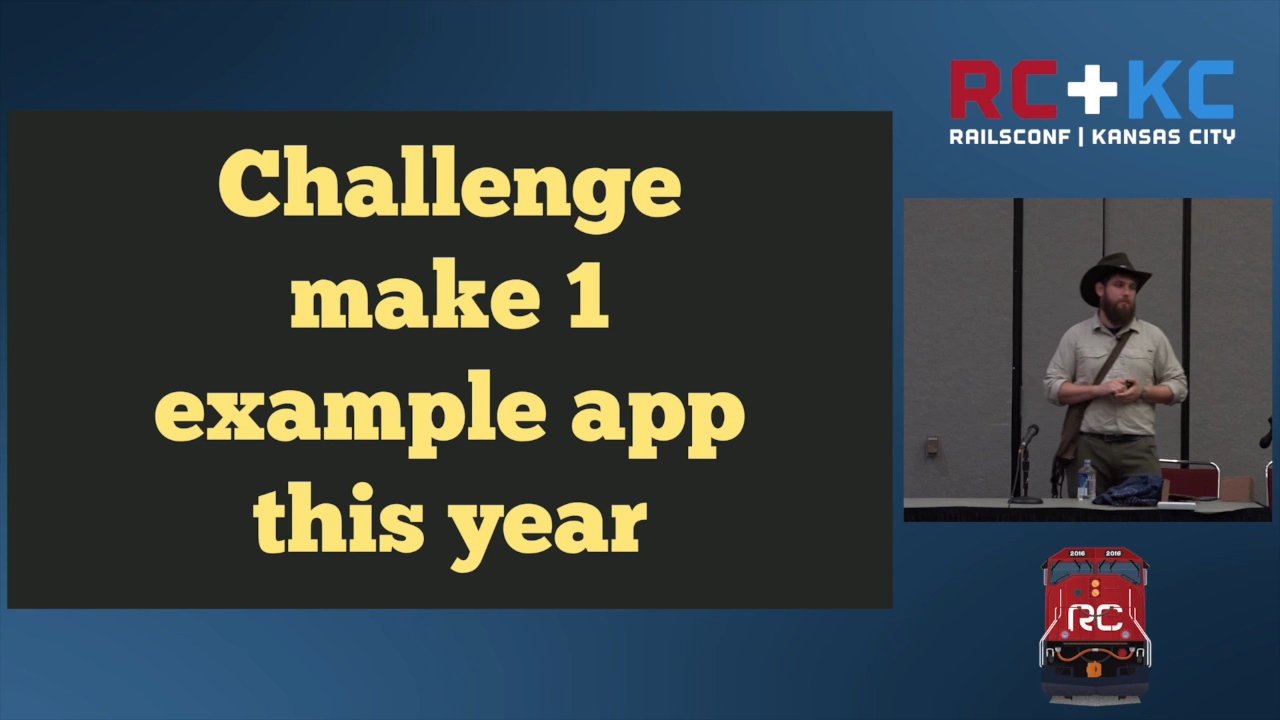 Challenge
make 1
example app
this year
RC+KC
RAILSCONF | KANSAS CITY
2016 2016
RC